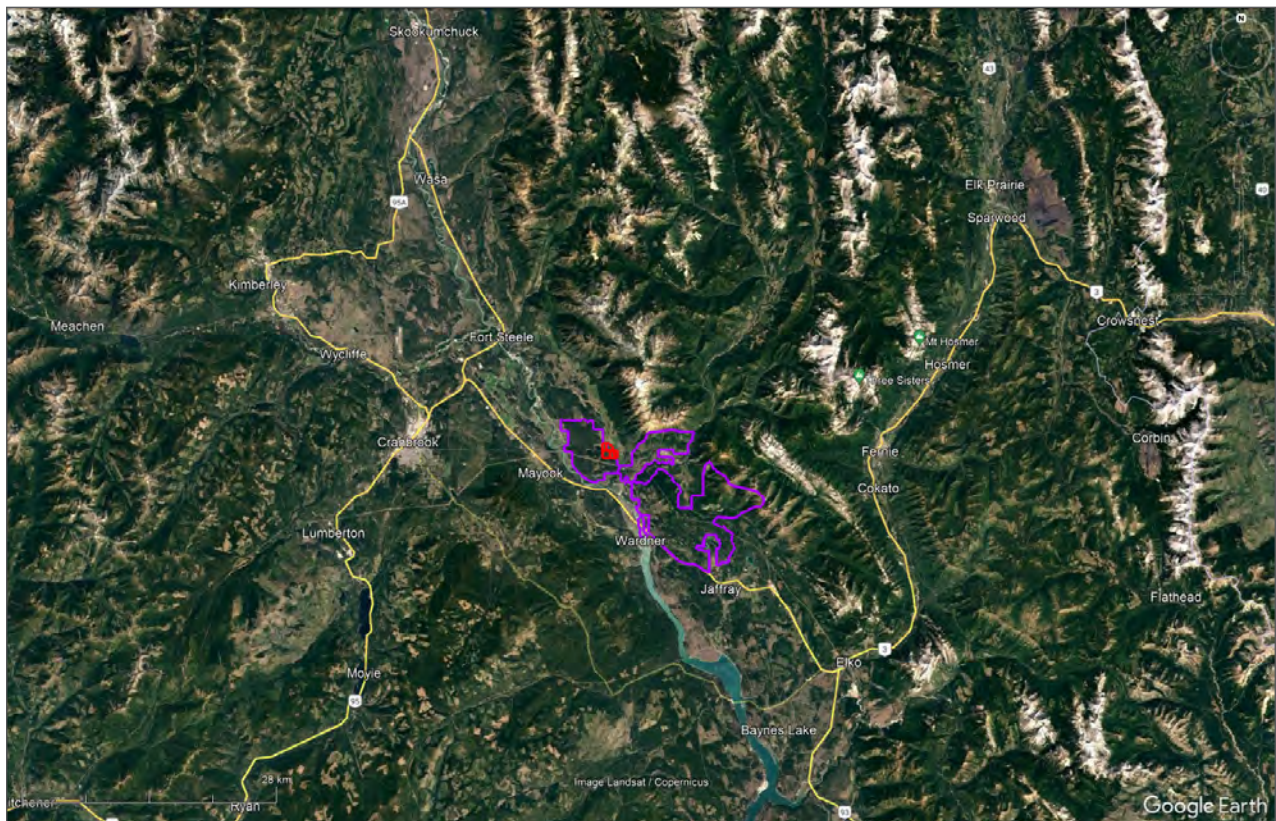 N
Skookumchuck
43
Wasa
Elk Prairie
40
95A
Sparwood
Kimberley
3
Crowsnest
Meachen
Fort Steele
Mt Hosmer
Wycliffe
Hosmer
Three Sisters
Cranbrook
Corbin
Fernie
Mayook
Cokato
Lumberton
Wardner
Jaffray
Flathead
3
Elko
Moyie
95
Baynes Lake
28 km
Image Landsat / Copernicus
itchener
Ryan
93
Google Earth